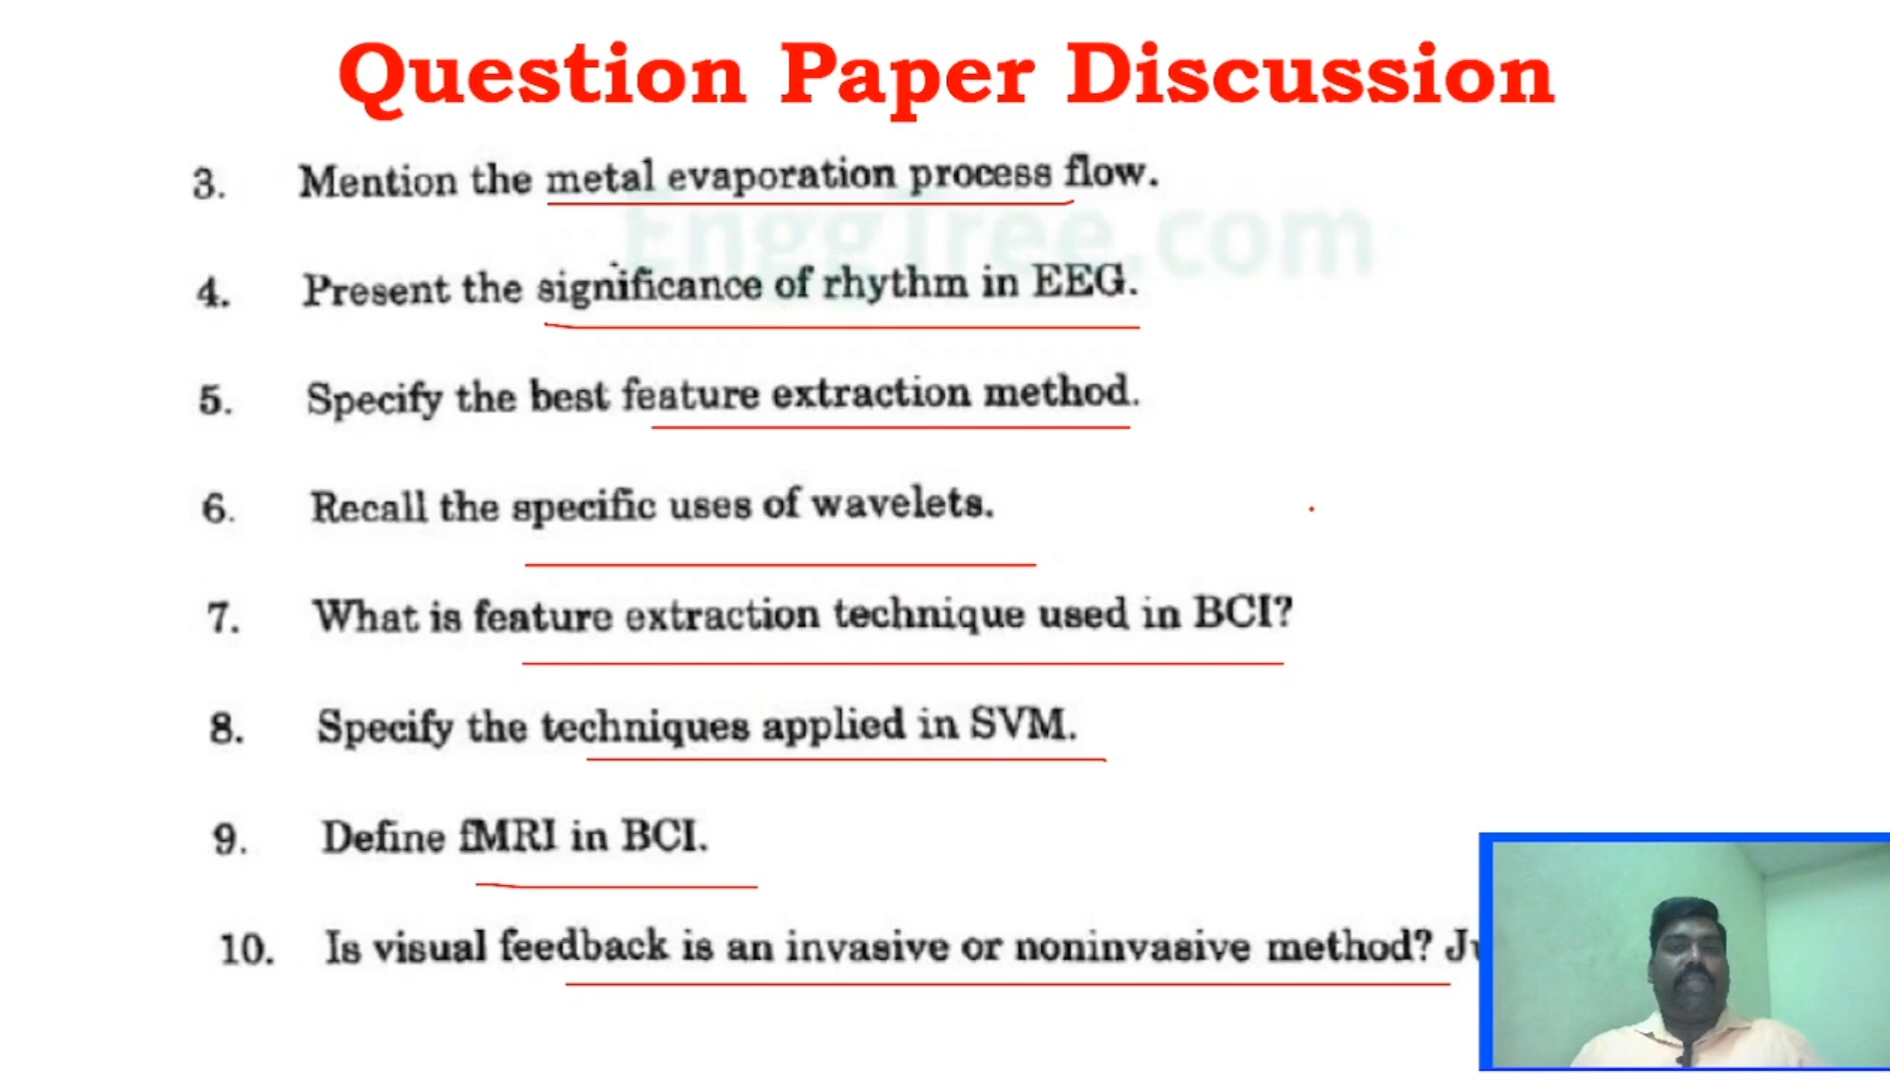 Question Paper Discussion
3. Mention the metal evaporation process flow.
EnggTree.com
4. Present the significance of rhythm in EEG.
5. Specify the best feature extraction method.
6. Recall the specific uses of wavelets.
7. What is feature extraction technique used in BCI?
8. Specify the techniques applied in SVM.
9. Define fMRI in BCI.
10. Is visual feedback is an invasive or noninvasive method?